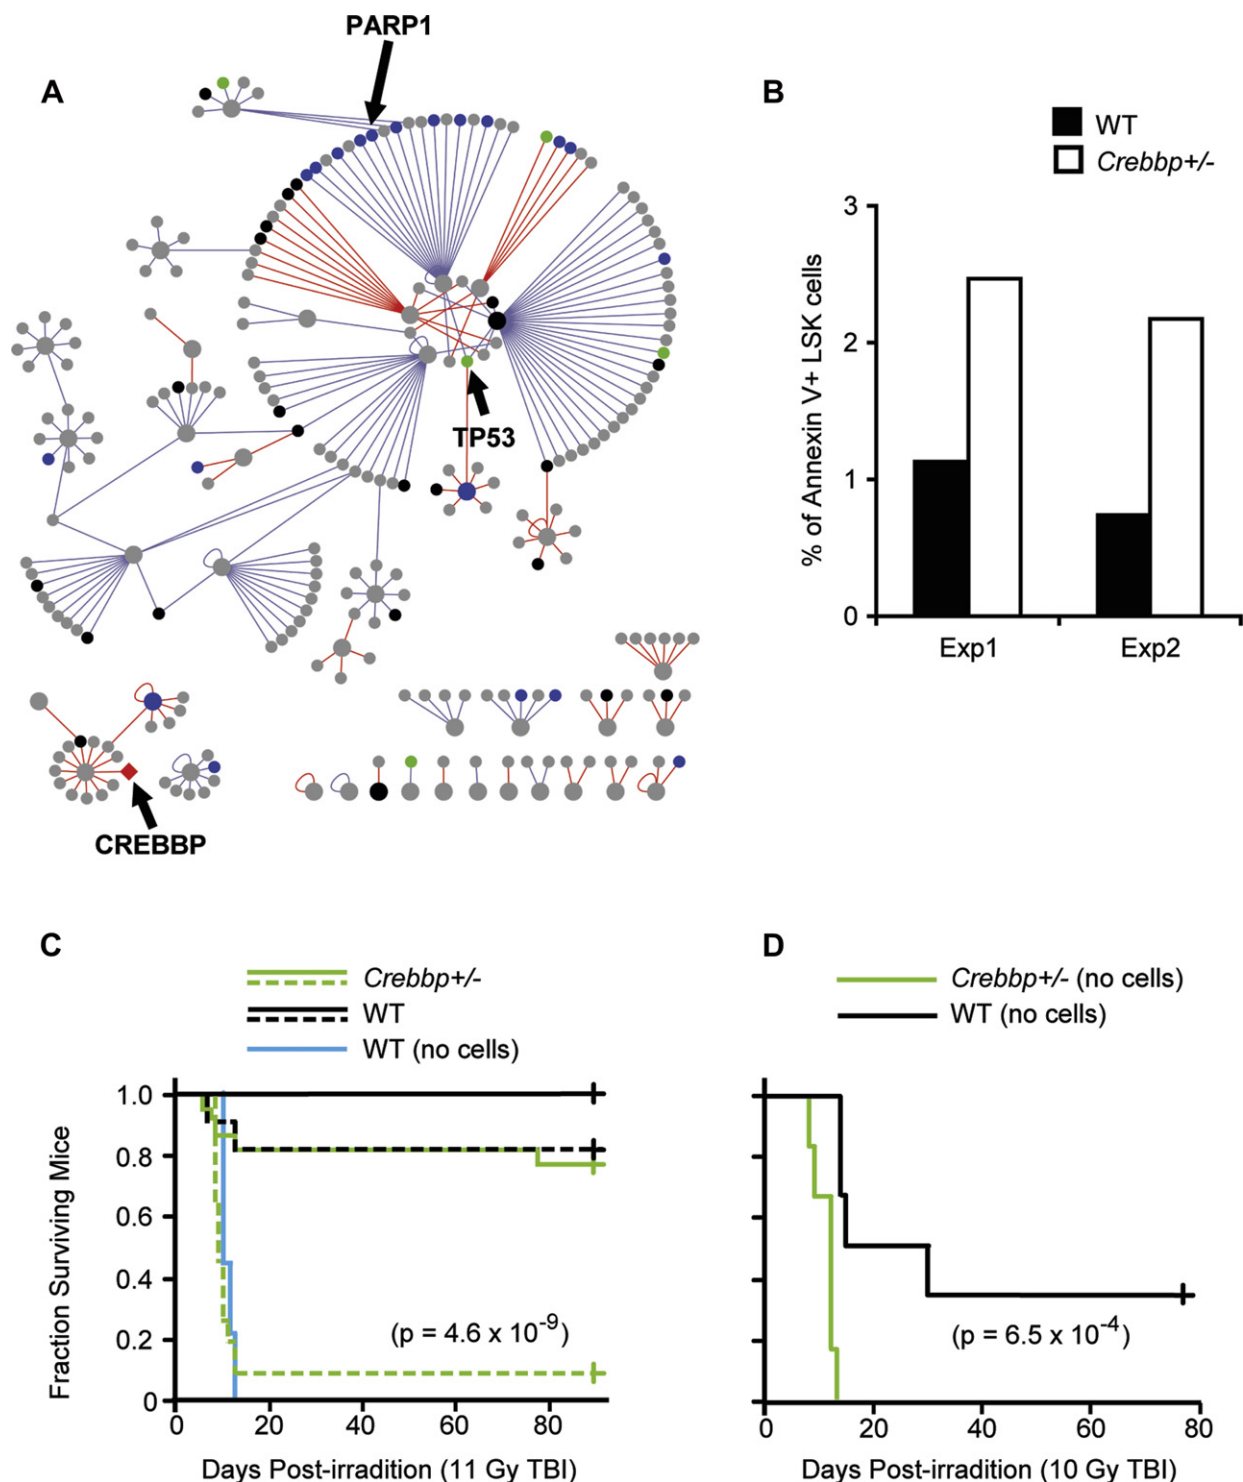 PARP1
A
B
WT
Crebbp+/-
TP53
CREBBP
% of Annexin V+ LSK cells
3
2
1
0
Exp1
Exp2
C
Crebbp+/-
WT
WT (no cells)
Fraction Surviving Mice
1.0
0.8
0.6
0.4
0.2
0
(p = 4.6 x 10⁻⁹)
0 20 40 60 80
Days Post-irradition (11 Gy TBI)
D
Crebbp+/- (no cells)
WT (no cells)
(p = 6.5 x 10⁻⁴)
0 20 40 60 80
Days Post-irradition (10 Gy TBI)